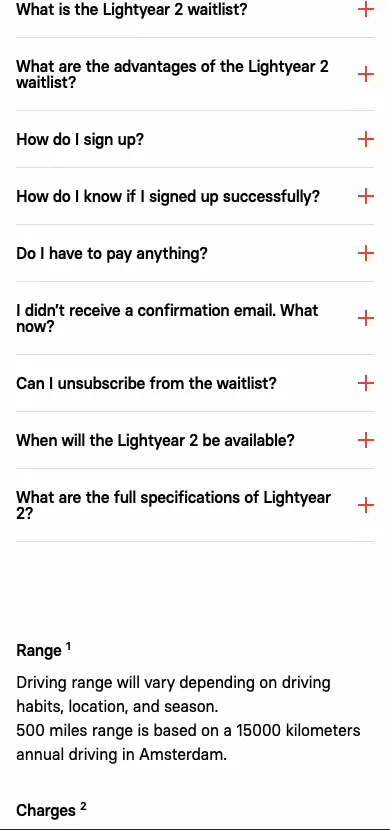 What is the Lightyear 2 waitlist?
What are the advantages of the Lightyear 2
waitlist?
How do I sign up?
How do I know if I signed up successfully?
Do I have to pay anything?
I didn’t receive a confirmation email. What
now?
Can I unsubscribe from the waitlist?
When will the Lightyear 2 be available?
What are the full specifications of Lightyear
2?
Range ¹
Driving range will vary depending on driving
habits, location, and season.
500 miles range is based on a 15000 kilometers
annual driving in Amsterdam.
Charges ²